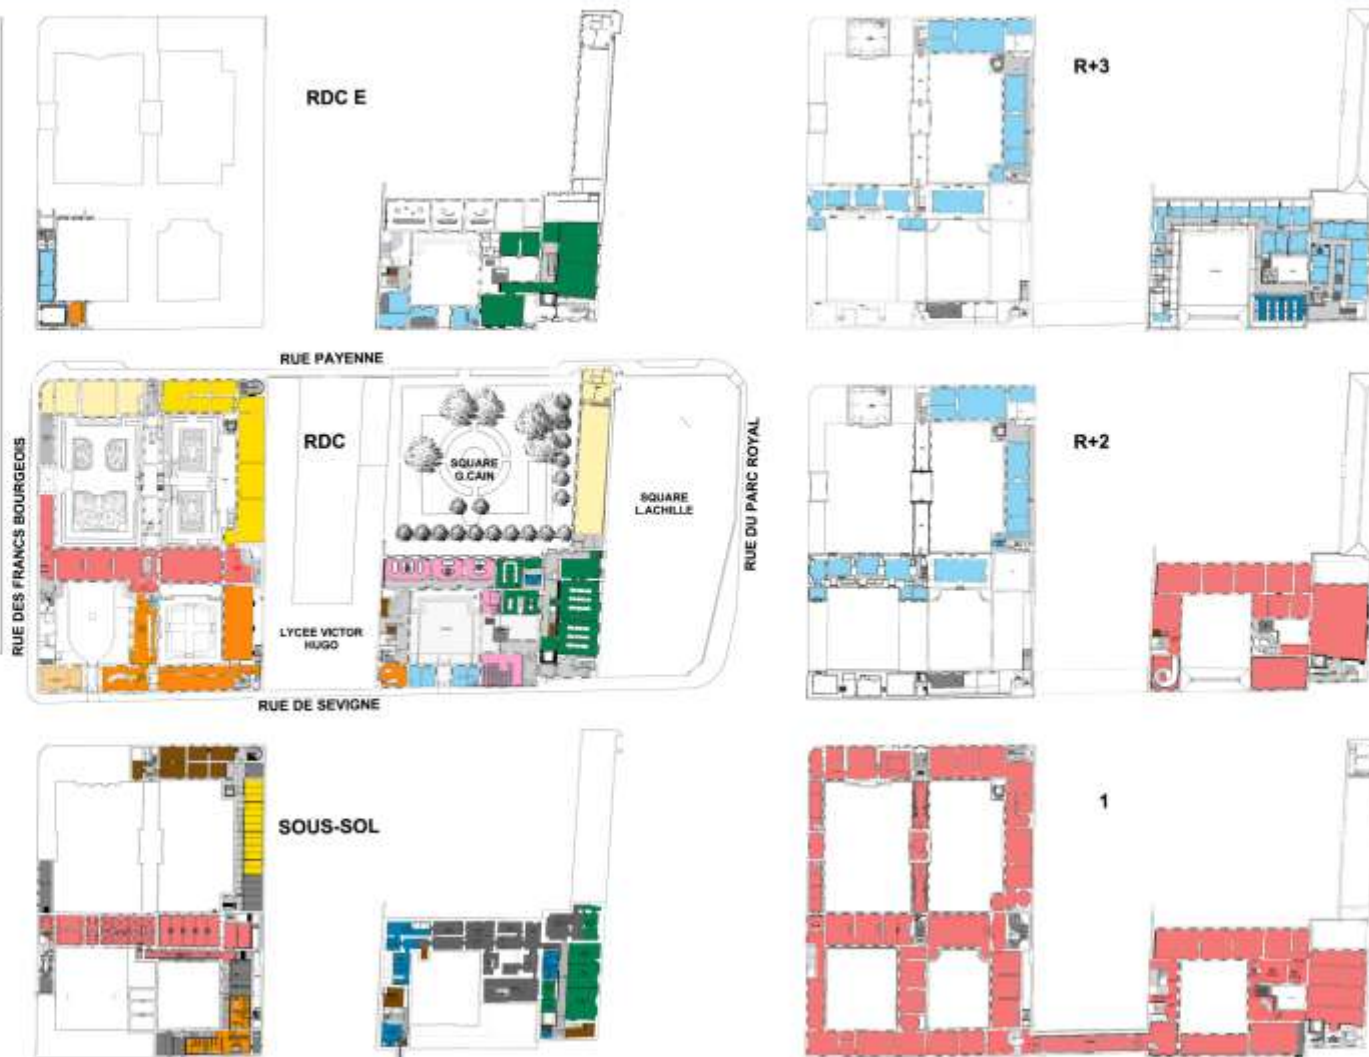 RDC E
R+3
RUE PAYENNE
RUE DES FRANCS BOURGEOIS
RDC
SQUARE
G.CAIN
SQUARE
L.ACHILLE
RUE DU PARC ROYAL
R+2
LYCEE VICTOR
HUGO
RUE DE SEVIGNE
SOUS-SOL
1